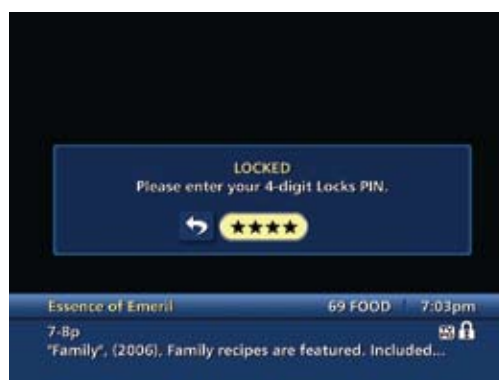 LOCKED
Please enter your 4-digit Locks PIN.
★★★★
Essence of Emeril 69 FOOD 7:03pm
7-8p
"Family", (2006), Family recipes are featured. Included...